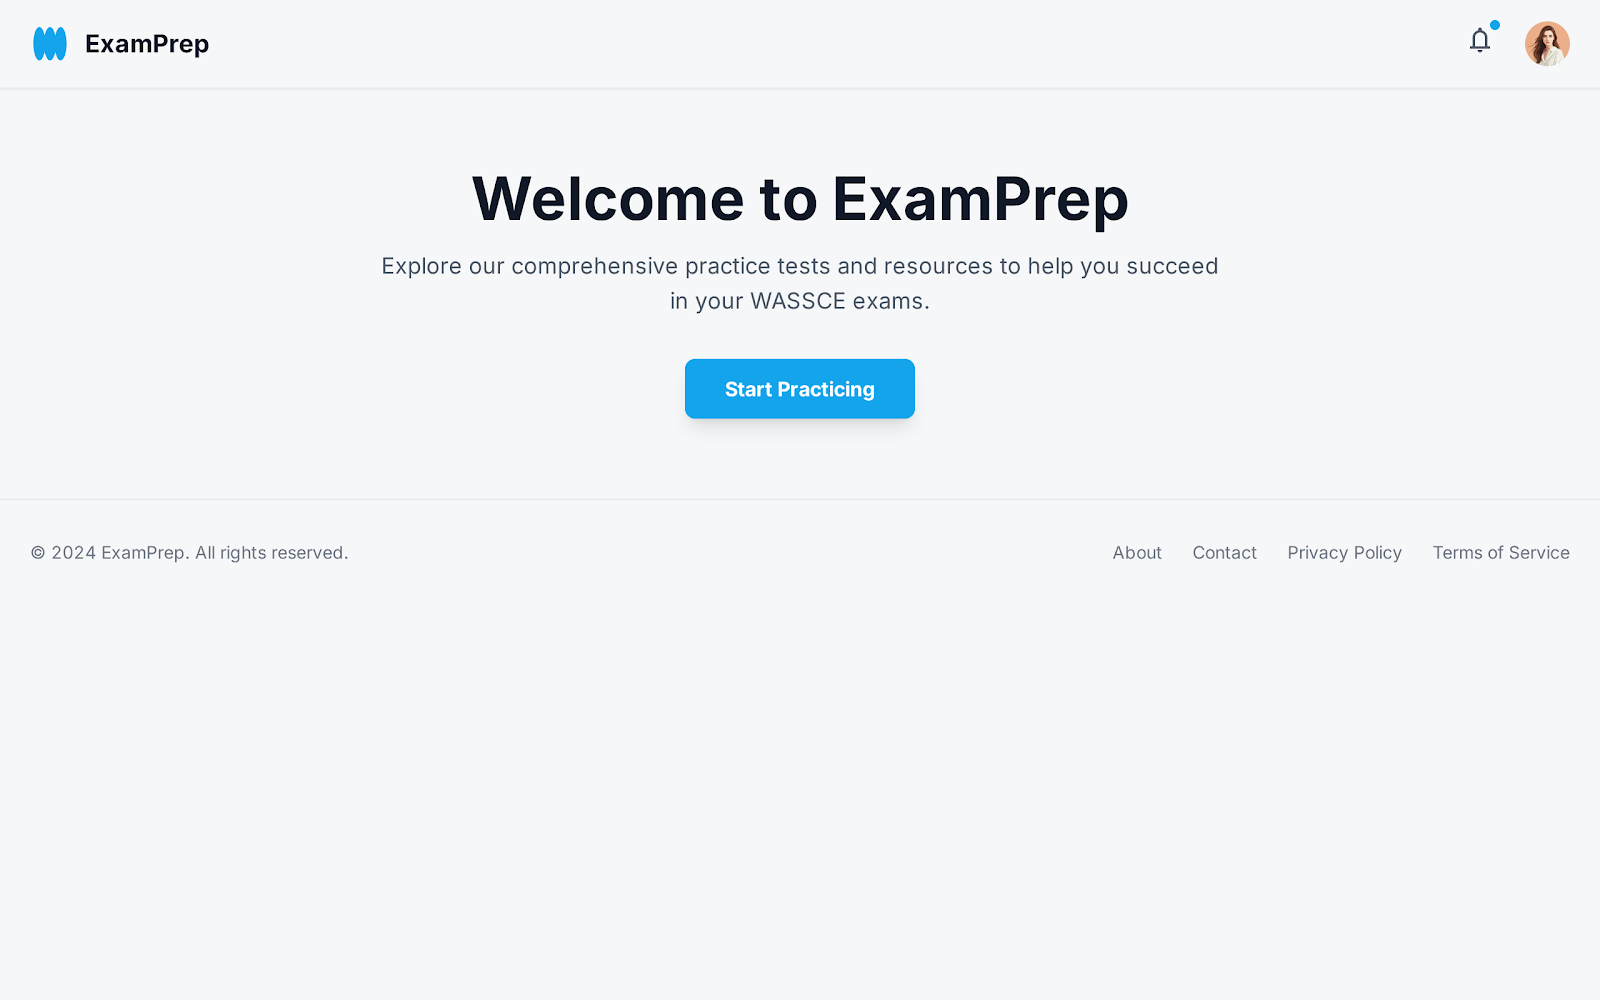 ExamPrep
Welcome to ExamPrep
Explore our comprehensive practice tests and resources to help you succeed
in your WASSCE exams.
Start Practicing
© 2024 ExamPrep. All rights reserved.
About
Contact
Privacy Policy
Terms of Service